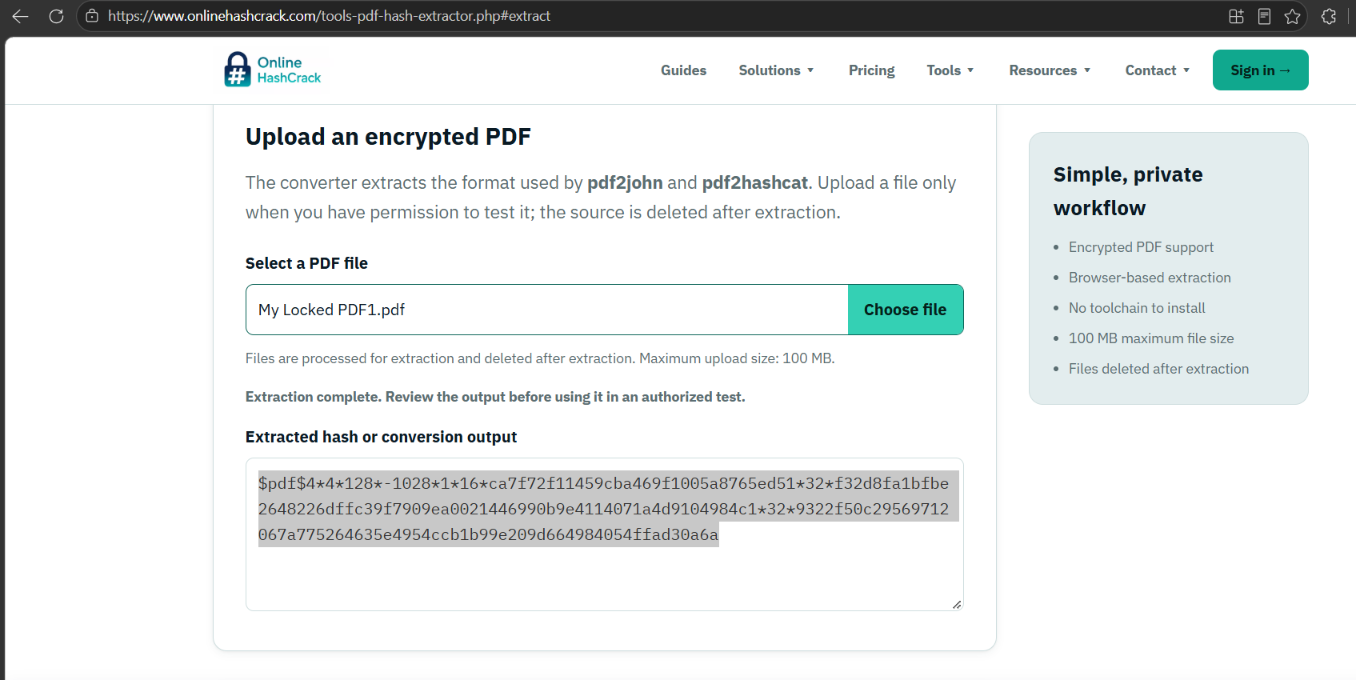 https://www.onlinehashcrack.com/tools-pdf-hash-extractor.php#extract
Online
HashCrack
Guides
Solutions
Pricing
Tools
Resources
Contact
Sign in →
Upload an encrypted PDF
The converter extracts the format used by pdf2john and pdf2hashcat. Upload a file only
when you have permission to test it; the source is deleted after extraction.
Select a PDF file
My Locked PDF1.pdf
Choose file
Files are processed for extraction and deleted after extraction. Maximum upload size: 100 MB.
Extraction complete. Review the output before using it in an authorized test.
Extracted hash or conversion output
$pdf$4*4*128*-1028*1*16*ca7f72f11459cba469f1005a8765ed51*32*f32d8fa1bfbe
2648226dffc39f7909ea0021446990b9e4114071a4d9104984c1*32*9322f50c29569712
067a775264635e4954ccb1b99e209d664984054ffad30a6a
Simple, private
workflow
• Encrypted PDF support
• Browser-based extraction
• No toolchain to install
• 100 MB maximum file size
• Files deleted after extraction